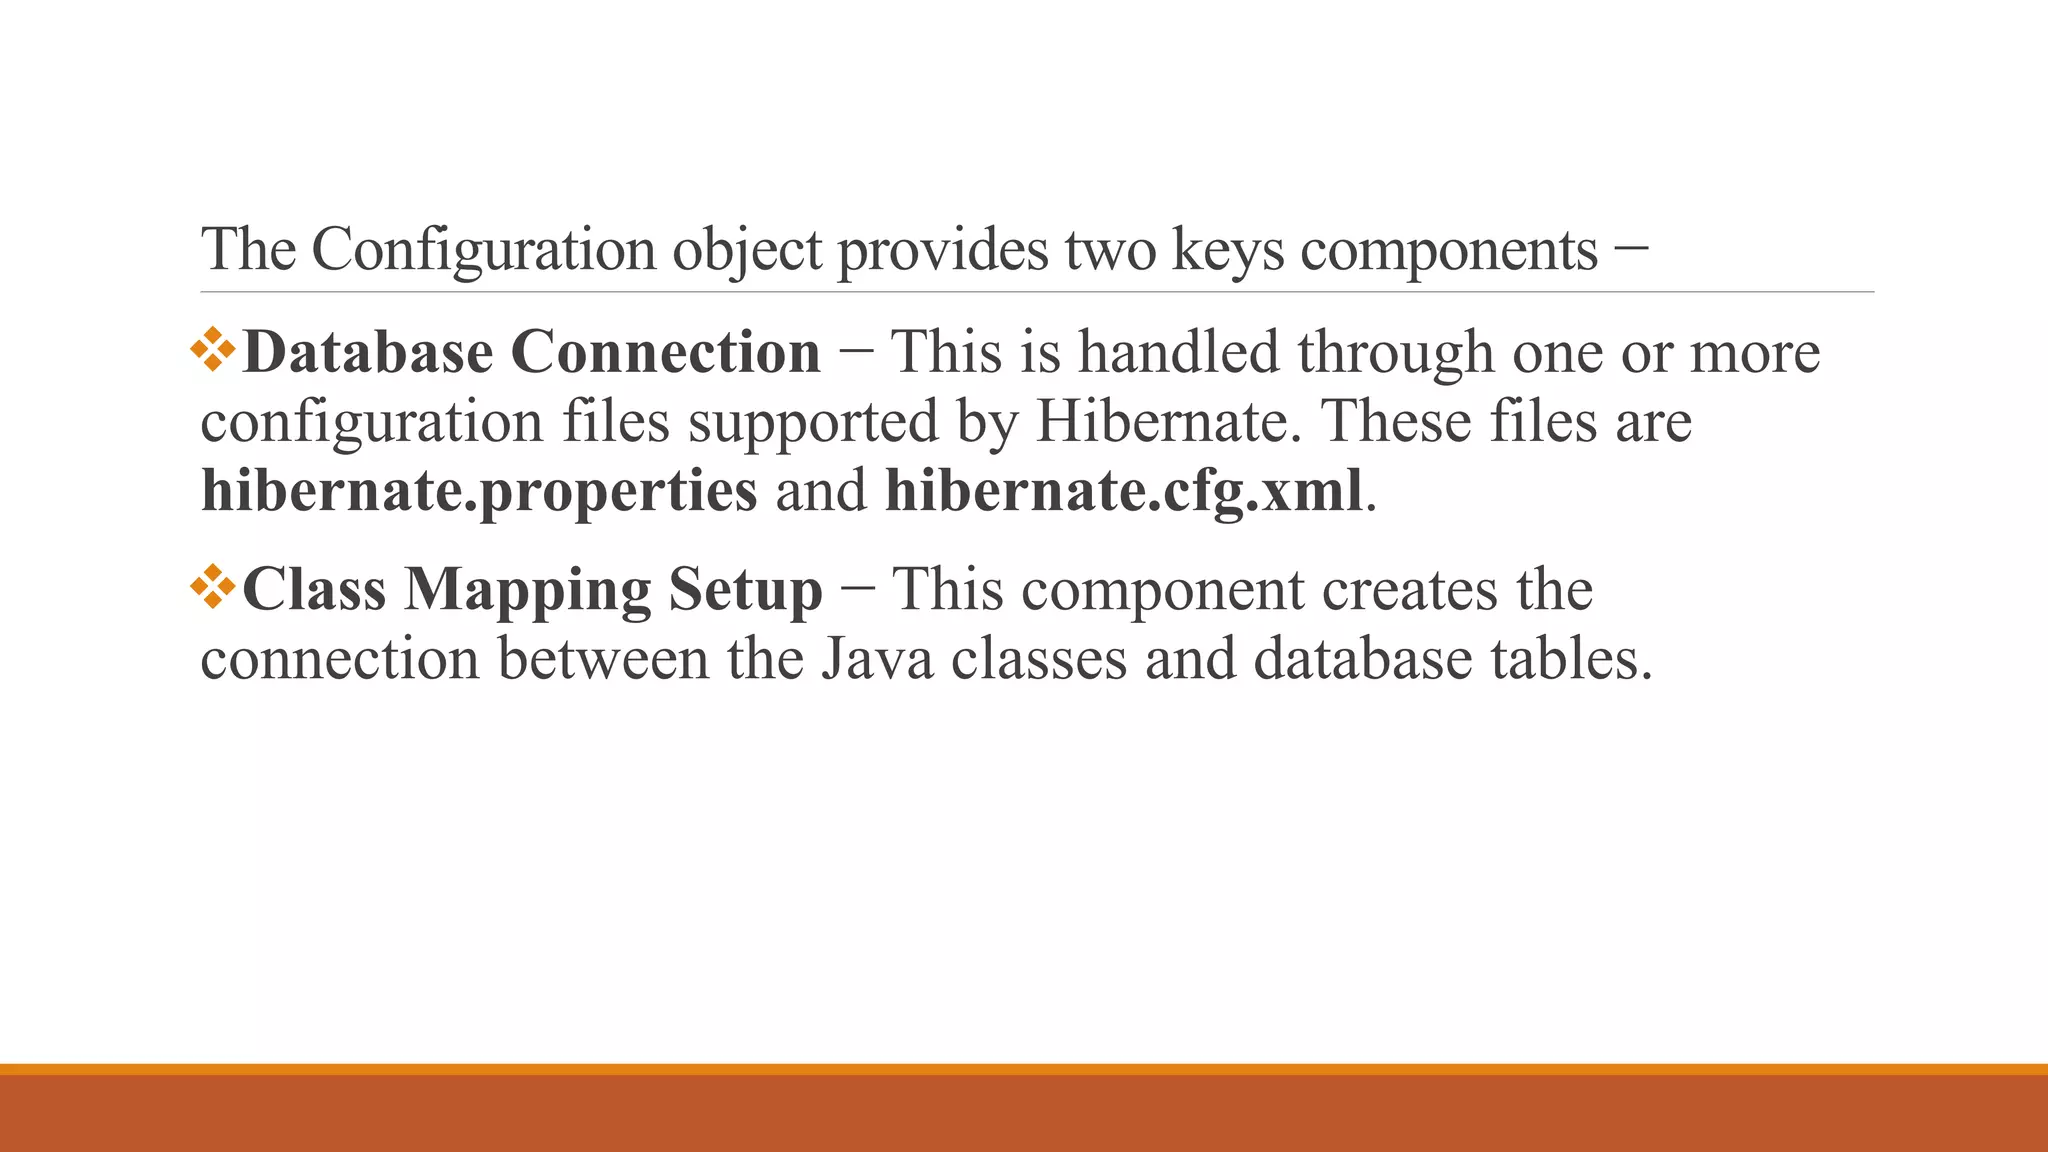 The Configuration object provides two keys components −
❖Database Connection − This is handled through one or more
configuration files supported by Hibernate. These files are
hibernate.properties and hibernate.cfg.xml.
❖Class Mapping Setup − This component creates the
connection between the Java classes and database tables.